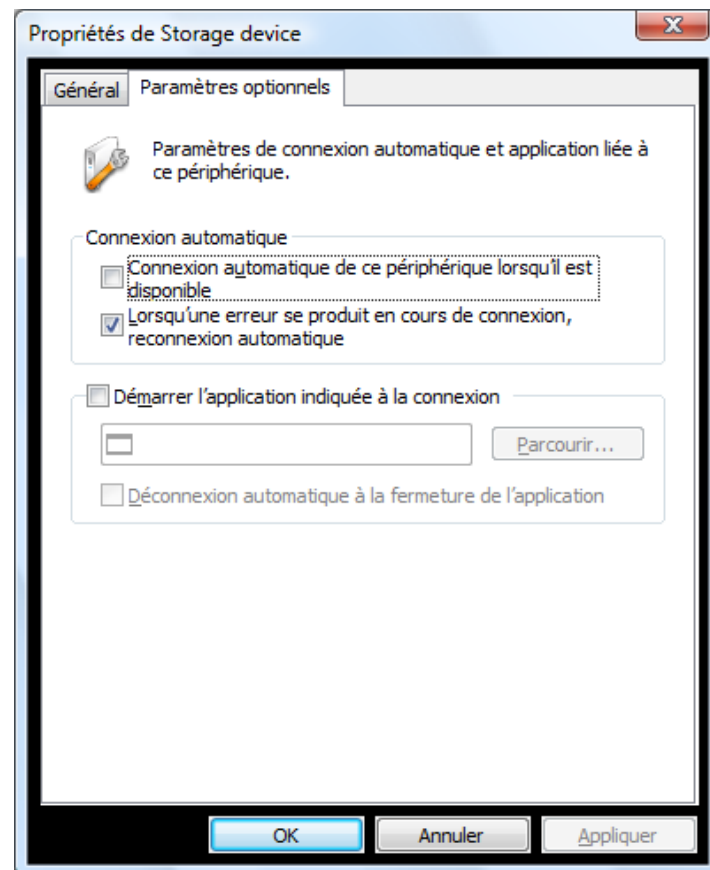 Propriétés de Storage device
Général
Paramètres optionnels
Paramètres de connexion automatique et application liée à
ce périphérique.
Connexion automatique
Connexion automatique de ce périphérique lorsqu'il est
disponible
Lorsqu'une erreur se produit en cours de connexion,
reconnexion automatique
Démarrer l'application indiquée à la connexion
Parcourir...
Déconnexion automatique à la fermeture de l'application
OK
Annuler
Appliquer